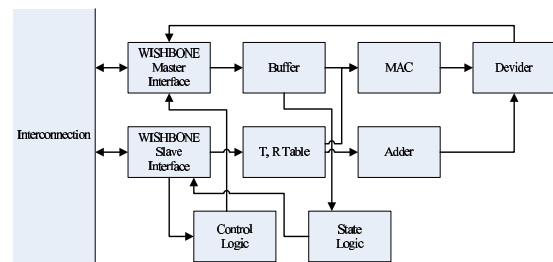 WISHBONE
Master
Interface
Buffer
MAC
Devider
Interconnection
WISHBONE
Slave
Interface
T, R Table
Adder
Control
Logic
State
Logic